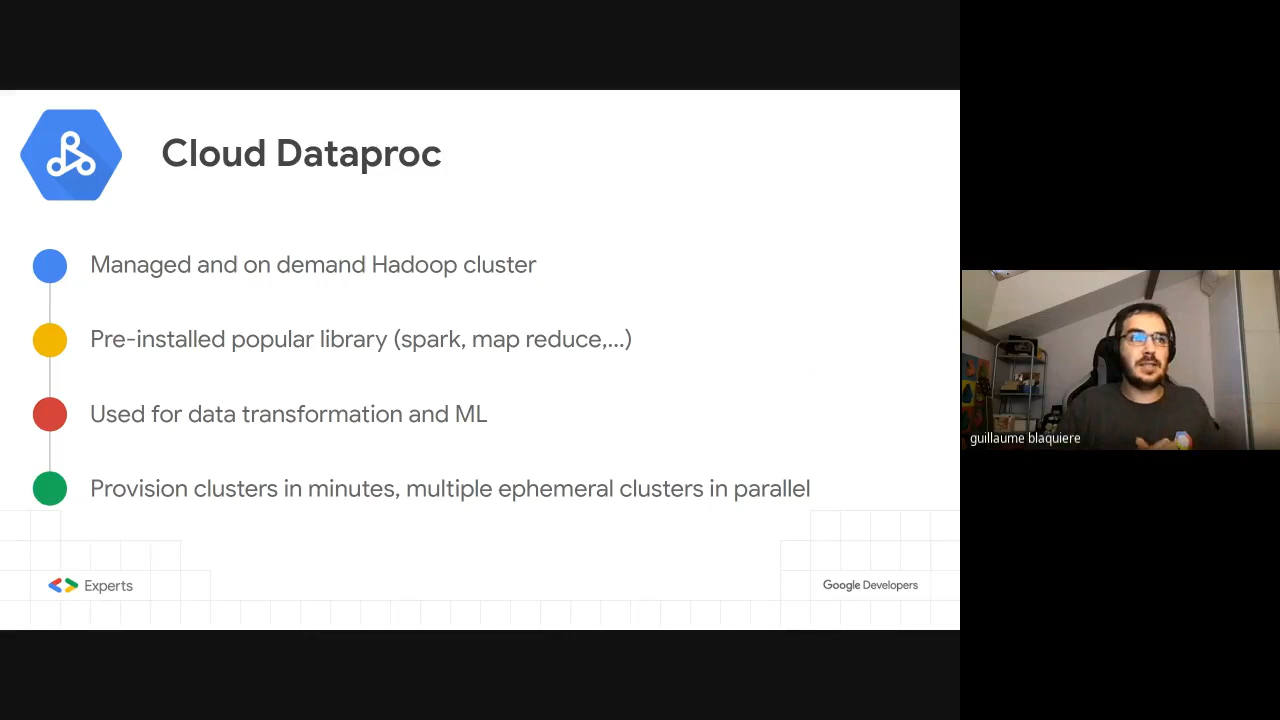 Cloud Dataproc
Managed and on demand Hadoop cluster
Pre-installed popular library (spark, map reduce,...)
Used for data transformation and ML
Provision clusters in minutes, multiple ephemeral clusters in parallel
Experts
Google Developers
guillaume blaquiere